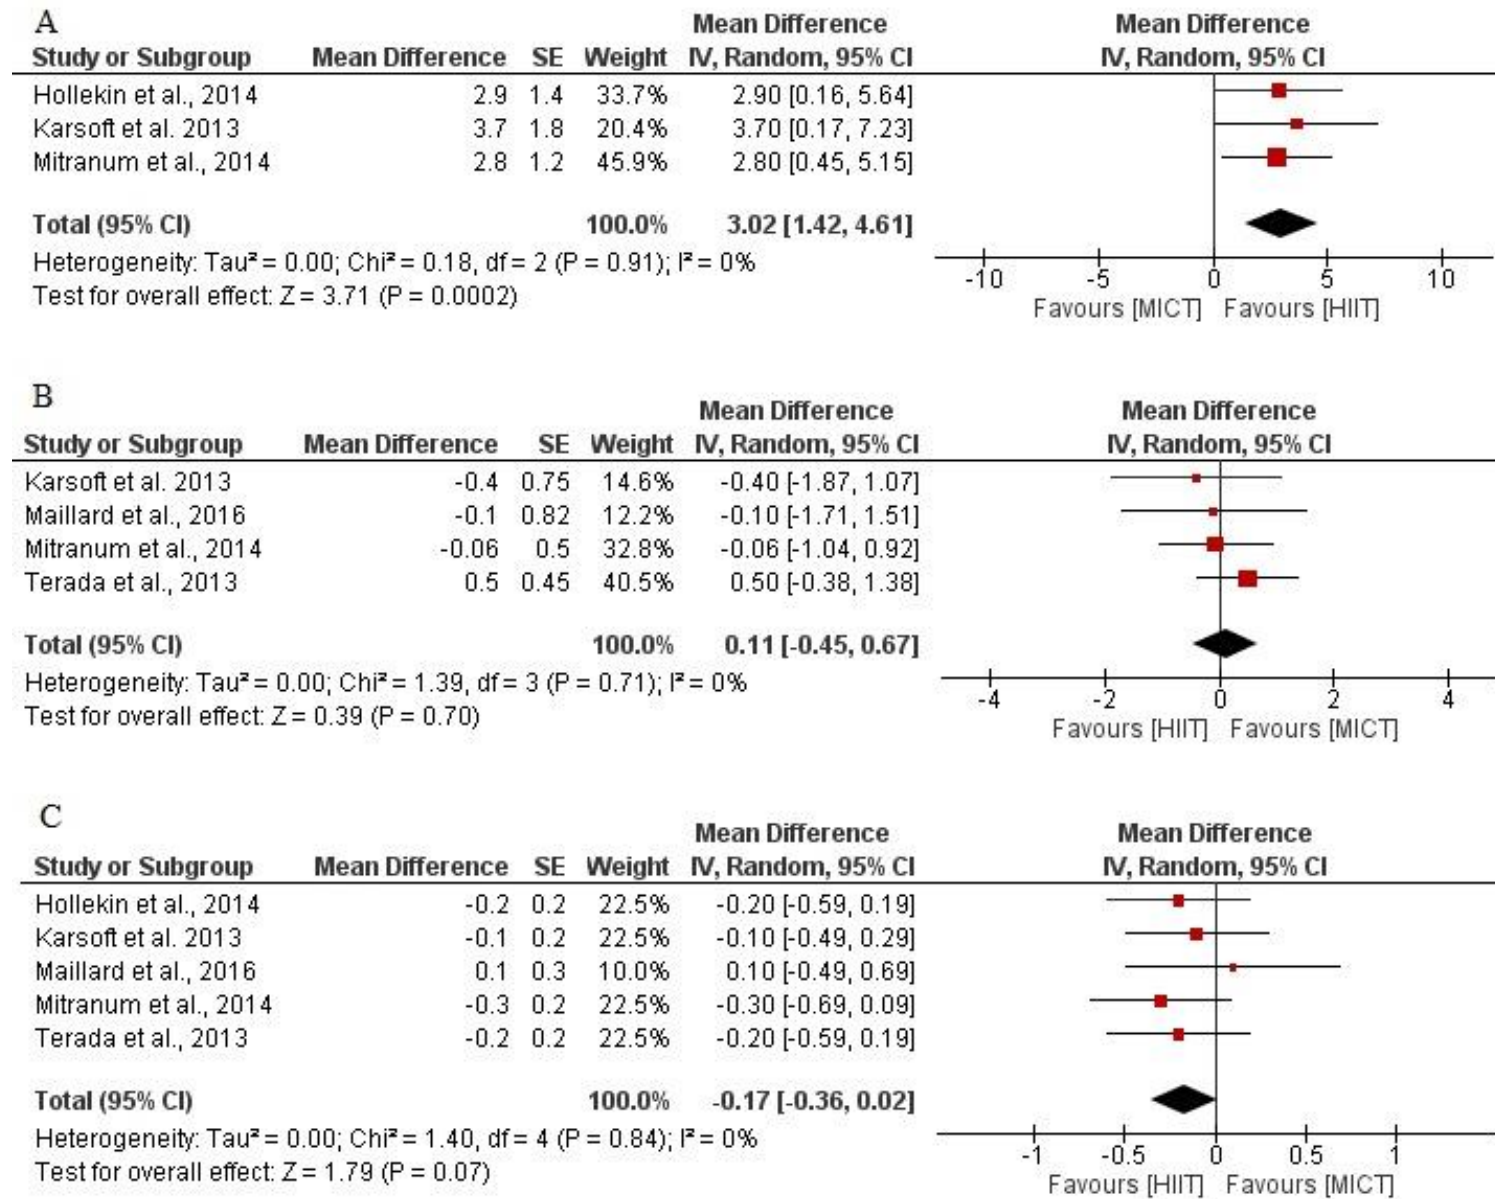 A
Mean Difference Mean Difference
Study or Subgroup Mean Difference SE Weight IV, Random, 95% CI IV, Random, 95% CI
Hollekin et al., 2014 2.9 1.4 33.7% 2.90 [0.16, 5.64]
Karsoft et al. 2013 3.7 1.8 20.4% 3.70 [0.17, 7.23]
Mitranum et al., 2014 2.8 1.2 45.9% 2.80 [0.45, 5.15]
Total (95% CI) 100.0% 3.02 [1.42, 4.61]
Heterogeneity: Tau² = 0.00; Chi² = 0.18, df = 2 (P = 0.91); I² = 0%
Test for overall effect: Z = 3.71 (P = 0.0002)
-10 -5 0 5 10
Favours [MICT] Favours [HIIT]
B
Mean Difference Mean Difference
Study or Subgroup Mean Difference SE Weight IV, Random, 95% CI IV, Random, 95% CI
Karsoft et al. 2013 -0.4 0.75 14.6% -0.40 [-1.87, 1.07]
Maillard et al., 2016 -0.1 0.82 12.2% -0.10 [-1.71, 1.51]
Mitranum et al., 2014 -0.06 0.5 32.8% -0.06 [-1.04, 0.92]
Terada et al., 2013 0.5 0.45 40.5% 0.50 [-0.38, 1.38]
Total (95% CI) 100.0% 0.11 [-0.45, 0.67]
Heterogeneity: Tau² = 0.00; Chi² = 1.39, df = 3 (P = 0.71); I² = 0%
Test for overall effect: Z = 0.39 (P = 0.70)
-4 -2 0 2 4
Favours [HIIT] Favours [MICT]
C
Mean Difference Mean Difference
Study or Subgroup Mean Difference SE Weight IV, Random, 95% CI IV, Random, 95% CI
Hollekin et al., 2014 -0.2 0.2 22.5% -0.20 [-0.59, 0.19]
Karsoft et al. 2013 -0.1 0.2 22.5% -0.10 [-0.49, 0.29]
Maillard et al., 2016 0.1 0.3 10.0% 0.10 [-0.49, 0.69]
Mitranum et al., 2014 -0.3 0.2 22.5% -0.30 [-0.69, 0.09]
Terada et al., 2013 -0.2 0.2 22.5% -0.20 [-0.59, 0.19]
Total (95% CI) 100.0% -0.17 [-0.36, 0.02]
Heterogeneity: Tau² = 0.00; Chi² = 1.40, df = 4 (P = 0.84); I² = 0%
Test for overall effect: Z = 1.79 (P = 0.07)
-1 -0.5 0 0.5 1
Favours [HIIT] Favours [MICT]